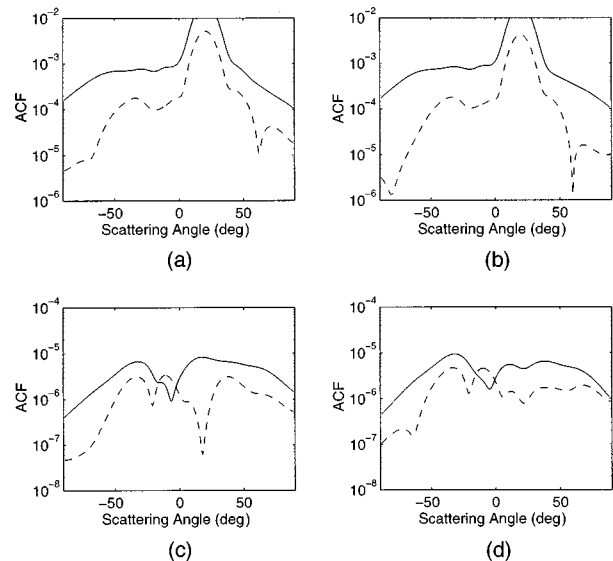 10⁻²
10⁻³
10⁻⁴
10⁻⁵
10⁻⁶
ACF
−50 0 50
Scattering Angle (deg)
(a)
10⁻²
10⁻³
10⁻⁴
10⁻⁵
10⁻⁶
ACF
−50 0 50
Scattering Angle (deg)
(b)
10⁻⁴
10⁻⁵
10⁻⁶
10⁻⁷
10⁻⁸
ACF
−50 0 50
Scattering Angle (deg)
(c)
10⁻⁴
10⁻⁵
10⁻⁶
10⁻⁷
10⁻⁸
ACF
−50 0 50
Scattering Angle (deg)
(d)